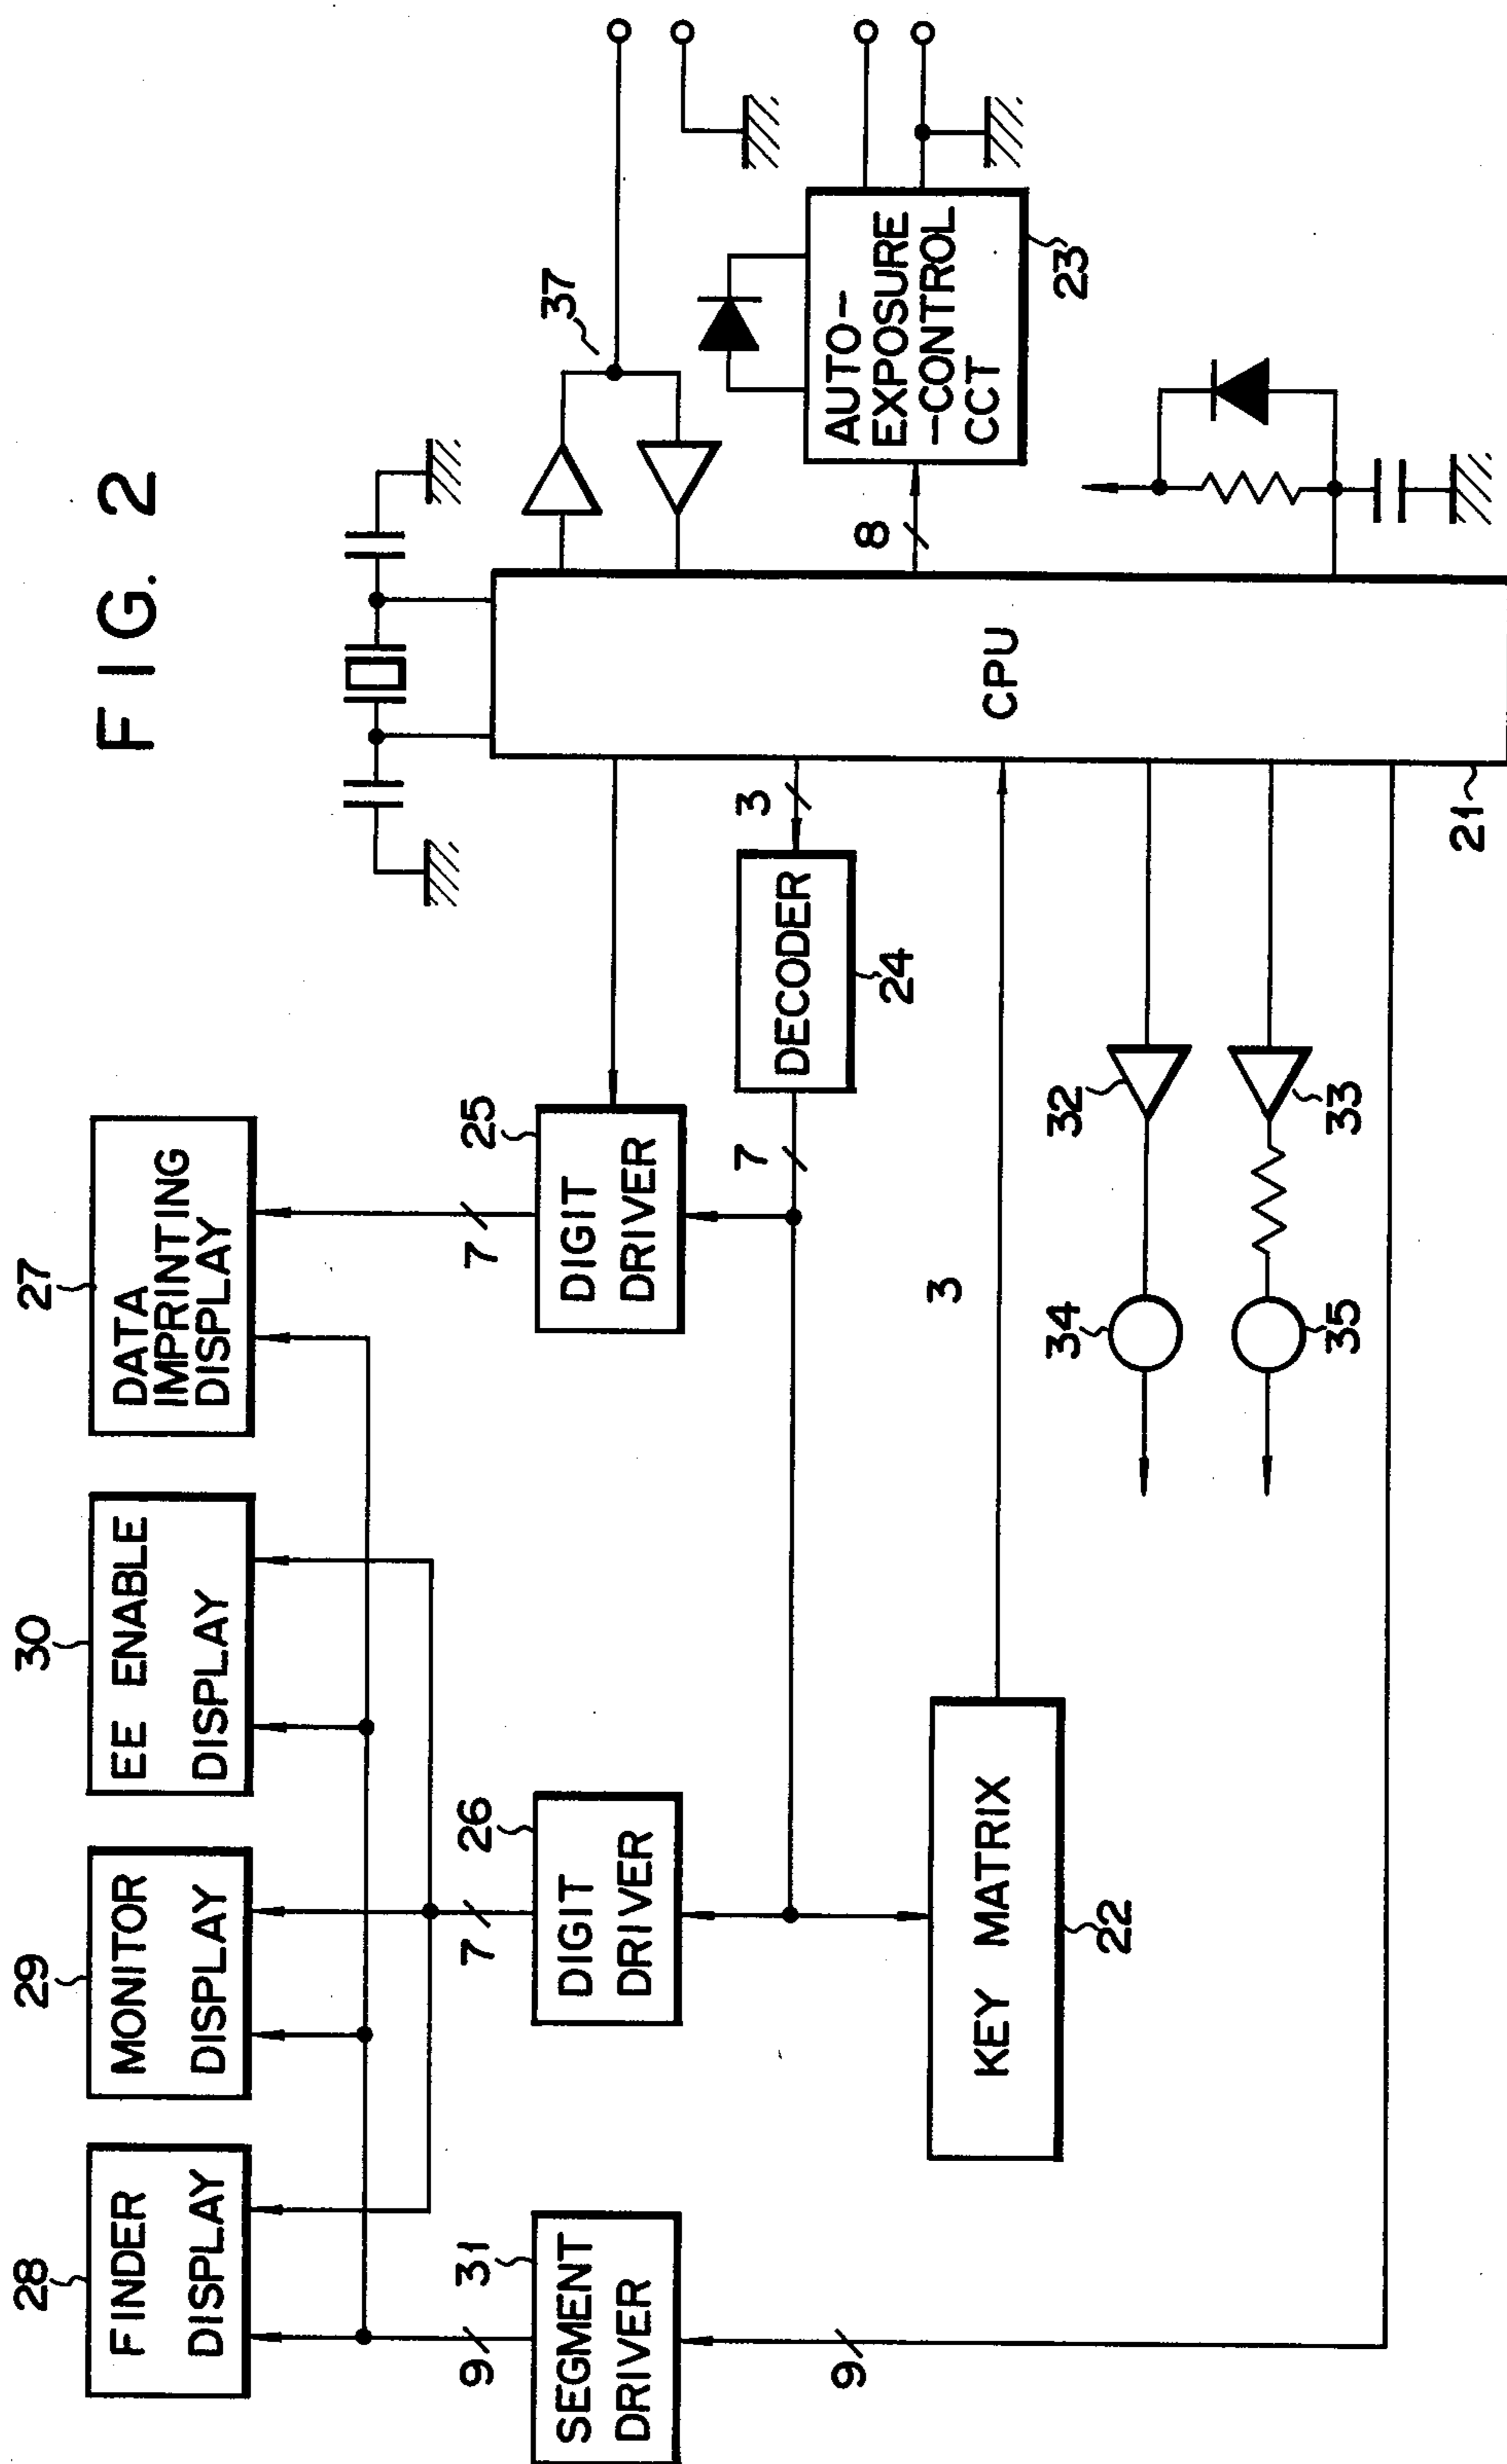 FIG. 2
28
FINDER
DISPLAY
29
MONITOR
DISPLAY
30
EE ENABLE
DISPLAY
27
DATA
IMPRINTING
DISPLAY
9
7
7
31
SEGMENT
DRIVER
26
DIGIT
DRIVER
25
DIGIT
DRIVER
37
9
7
DECODER
24
3
KEY MATRIX
22
3
CPU
21
8
AUTO-
EXPOSURE
-CONTROL
CCT
23
34
32
35
33